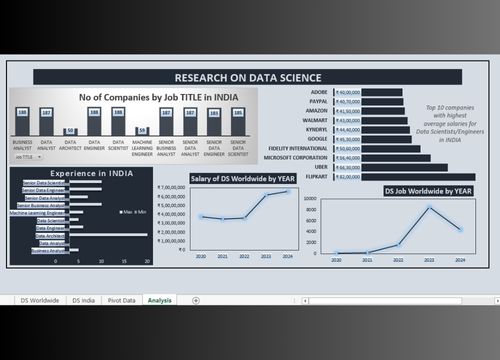 RESEARCH ON DATA SCIENCE
No of Companies by Job TITLE in INDIA
188 187 50 188 188 59 187 187 185 185
BUSINESS ANALYST
DATA ANALYST
DATA ARCHITECT
DATA ENGINEER
DATA SCIENTIST
MACHINE LEARNING ENGINEER
SENIOR BUSINESS ANALYST
SENIOR DATA ANALYST
SENIOR DATA ENGINEER
SENIOR DATA SCIENTIST
Job TITLE
ADOBE ₹40,00,000
PAYPAL ₹40,70,000
AMAZON ₹41,50,000
WALMART ₹43,00,000
KYNDRYL ₹44,00,000
GOOGLE
FIDELITY INTERNATIONAL
MICROSOFT CORPORATION ₹56,40,000
UBER ₹66,30,000
FLIPKART ₹82,00,000
Top 10 companies
with highest
average salaries for
Data Scientists/Engineers
in INDIA
Experience in INDIA
Senior Data Scientist
Senior Data Engineer
Senior Data Analyst
Senior Business Analyst
Machine Learning Engineer
Data Scientist
Data Engineer
Data Architect
Data Analyst
Business Analyst
Max Min
0 5 10 15 20
Salary of DS Worldwide by YEAR
₹7,00,00,000
₹6,00,00,000
₹5,00,00,000
₹4,00,00,000
₹3,00,00,000
₹2,00,00,000
₹1,00,00,000
₹0
2020 2021 2022 2023 2024
DS Job Worldwide by YEAR
10000
8000
6000
4000
2000
0
2020 2021 2022 2023 2024
DS Worldwide DS India Pivot Data Analysis